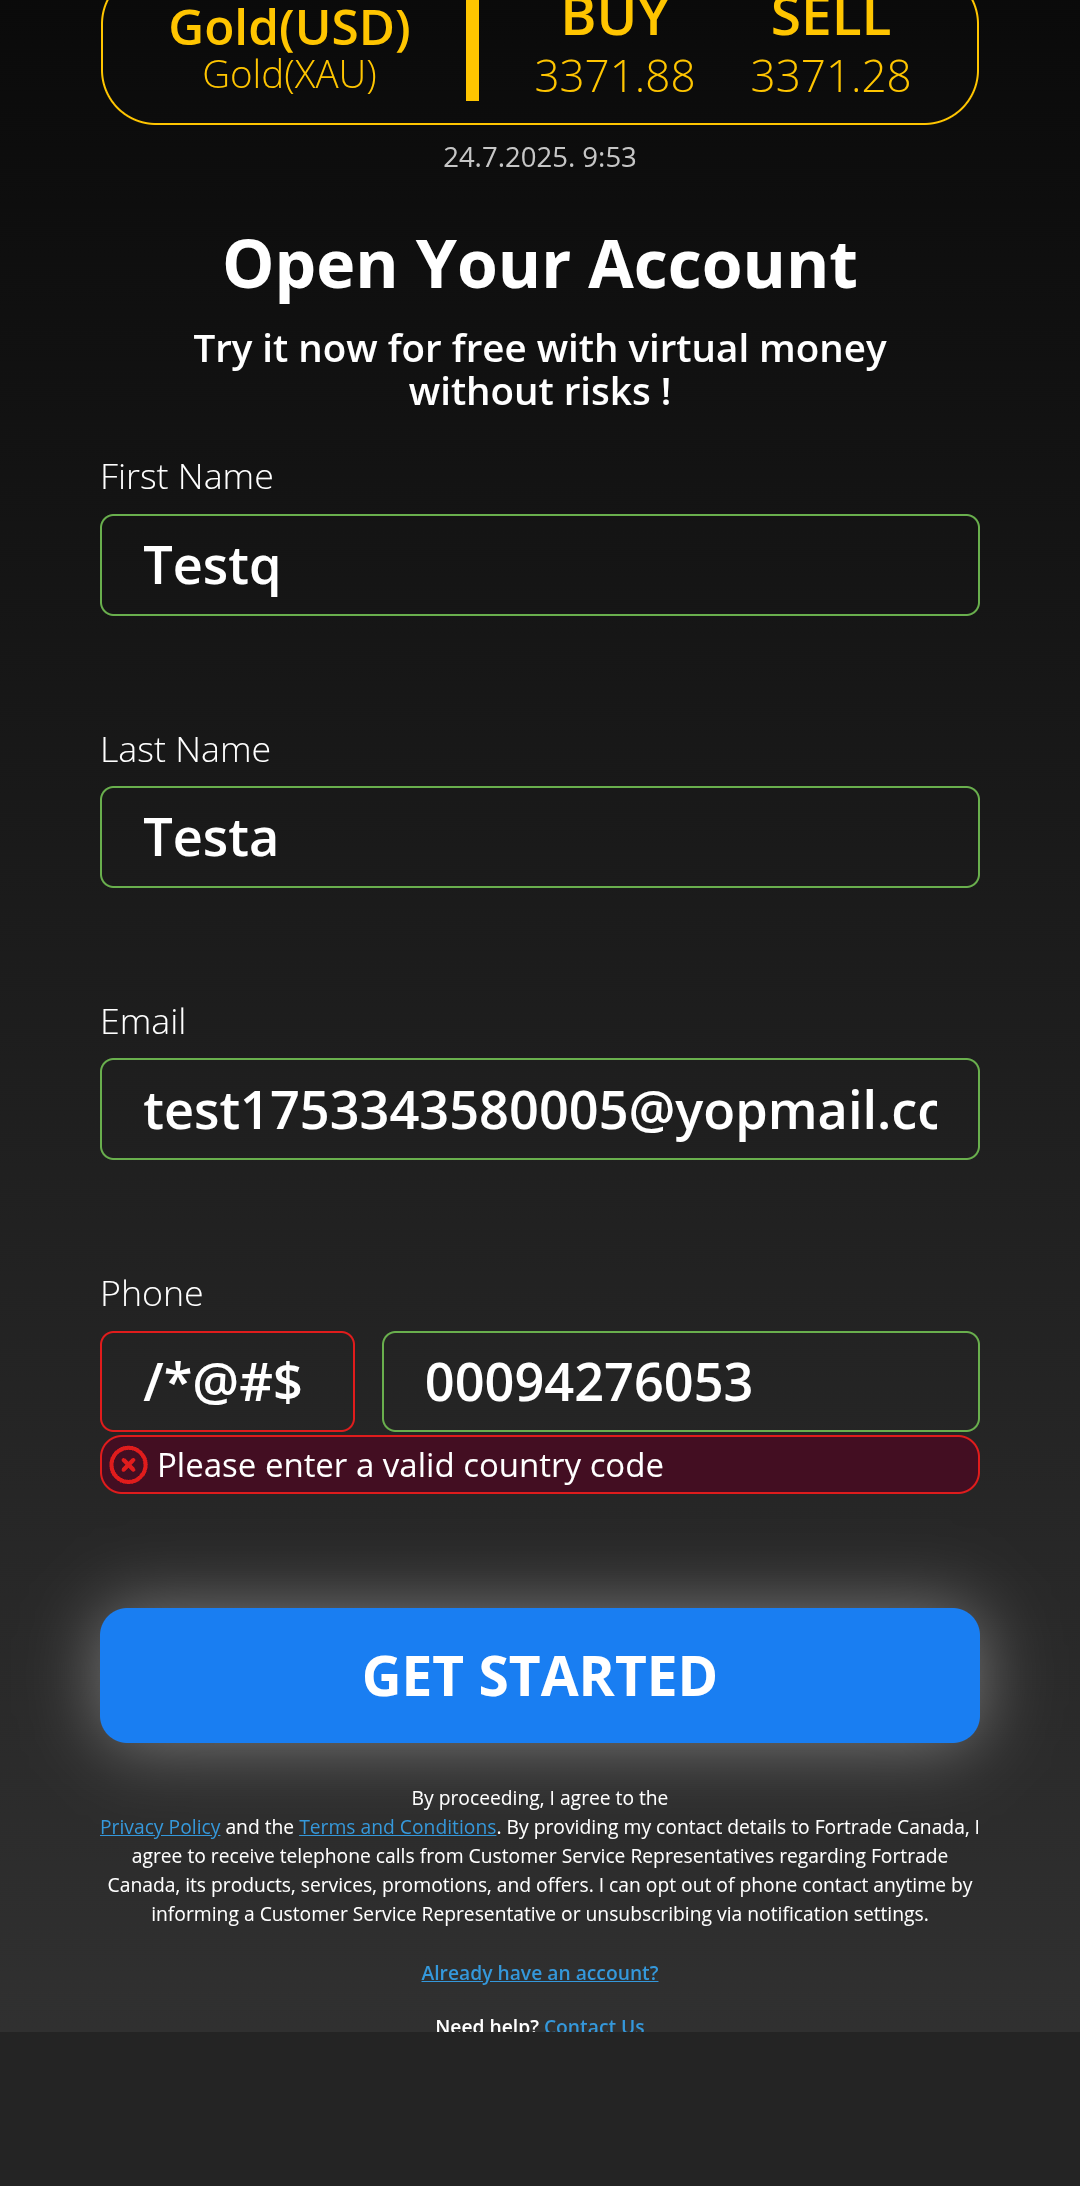 Gold(USD)
Gold(XAU)
BUY SELL
3371.88 3371.28
24.7.2025. 9:53
Open Your Account
Try it now for free with virtual money
without risks !
First Name
Testq
Last Name
Testa
Email
test1753343580005@yopmail.cc
Phone
/*@#$ 00094276053
Please enter a valid country code
GET STARTED
By proceeding, I agree to the
Privacy Policy and the Terms and Conditions. By providing my contact details to Fortrade Canada, I
agree to receive telephone calls from Customer Service Representatives regarding Fortrade
Canada, its products, services, promotions, and offers. I can opt out of phone contact anytime by
informing a Customer Service Representative or unsubscribing via notification settings.
Already have an account?
Need help? Contact Us